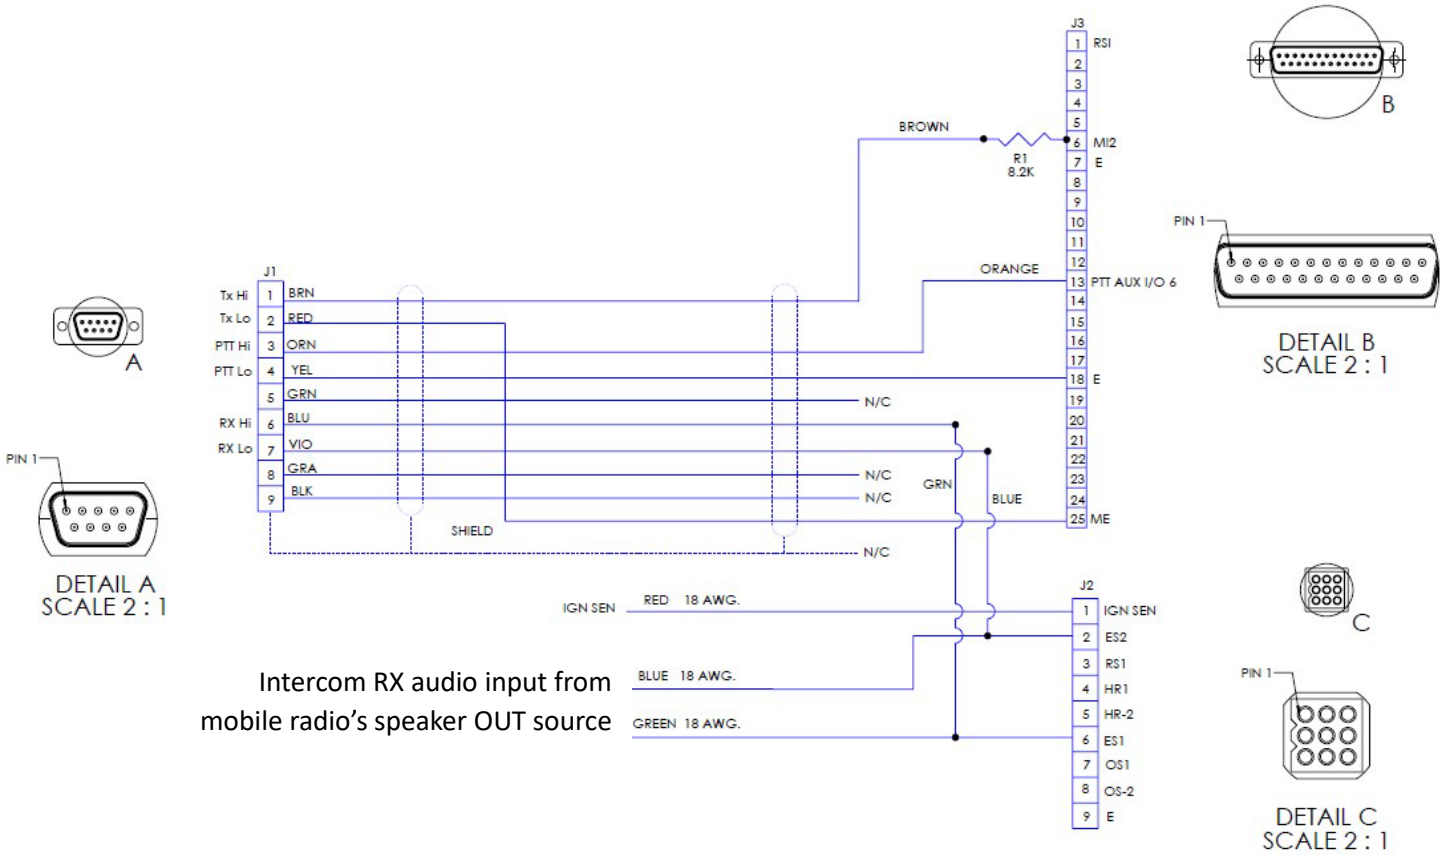 J3
1 RSI
2
3
4
5
6 MI2
7 E
8
9
10
11
12
13 PTT AUX I/O 6
14
15
16
17
18 E
19
20
21
22
23
24
25 ME
BROWN
R1
8.2K
ORANGE
J1
Tx Hi 1 BRN
Tx Lo 2 RED
PTT Hi 3 ORN
PTT Lo 4 YEL
5 GRN
RX Hi 6 BLU
RX Lo 7 VIO
8 GRA
9 BLK
N/C
N/C
N/C
SHIELD
N/C
GRN
BLUE
J2
1 IGN SEN
2 ES2
3 RS1
4 HR1
5 HR-2
6 ES1
7 OS1
8 OS-2
9 E
IGN SEN RED 18 AWG.
Intercom RX audio input from
mobile radio's speaker OUT source
BLUE 18 AWG.
GREEN 18 AWG.
A
PIN 1
DETAIL A
SCALE 2 : 1
B
PIN 1
DETAIL B
SCALE 2 : 1
C
PIN 1
DETAIL C
SCALE 2 : 1